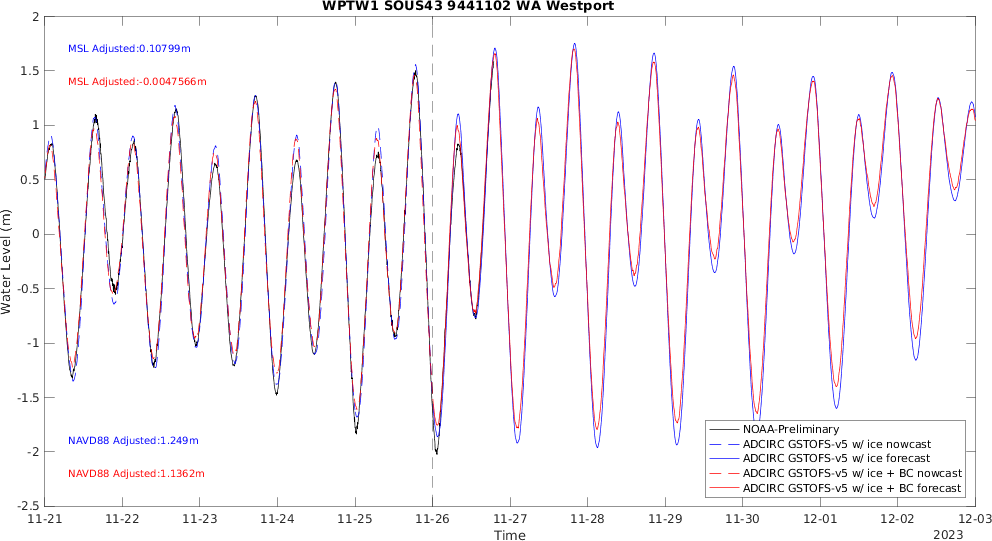 WPTW1 SOUS43 9441102 WA Westport
2
1.5
1
0.5
0
-0.5
-1
-1.5
-2
-2.5
Water Level (m)
MSL Adjusted:0.10799m
MSL Adjusted:-0.0047566m
NAVD88 Adjusted:1.249m
NAVD88 Adjusted:1.1362m
NOAA-Preliminary
ADCIRC GSTOFS-v5 w/ ice nowcast
ADCIRC GSTOFS-v5 w/ ice forecast
ADCIRC GSTOFS-v5 w/ ice + BC nowcast
ADCIRC GSTOFS-v5 w/ ice + BC forecast
11-21 11-22 11-23 11-24 11-25 11-26 11-27 11-28 11-29 11-30 12-01 12-02 12-03
Time
2023